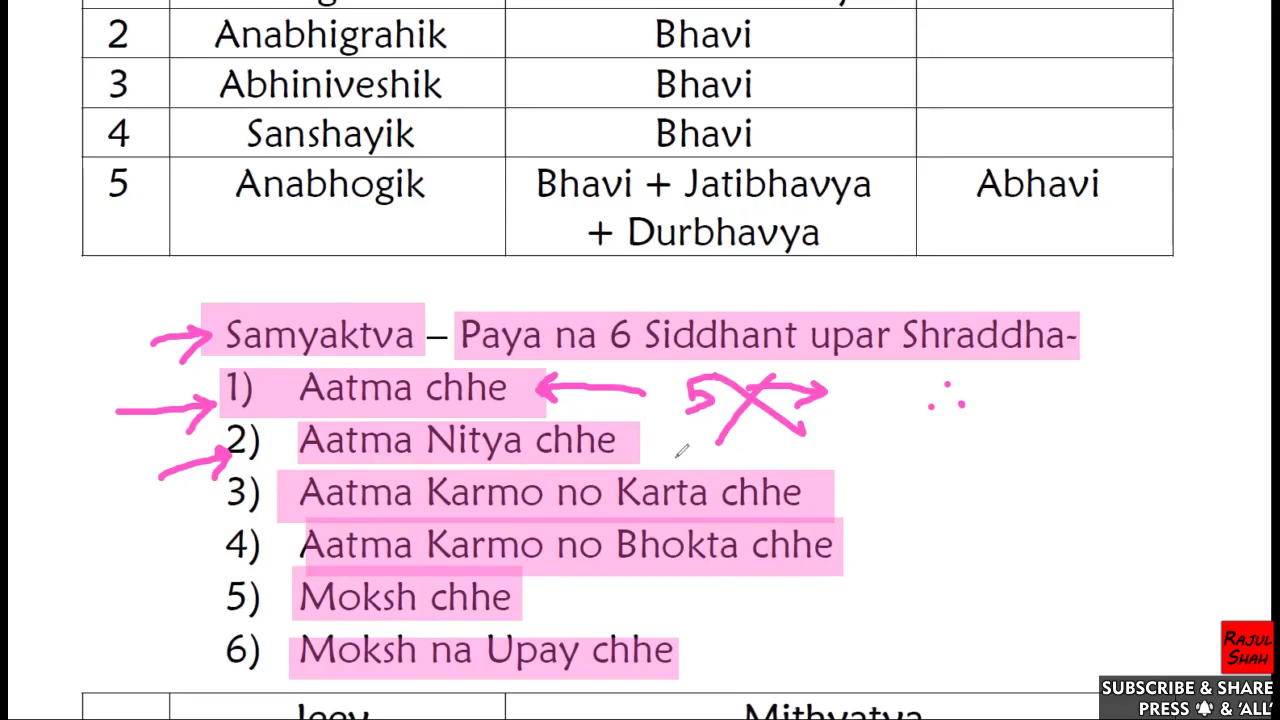 2 Anabhigrahik Bhavi
3 Abhiniveshik Bhavi
4 Sanshayik Bhavi
5 Anabhogik Bhavi + Jatibhavya Abhavi
+ Durbhavya
Samyaktva – Paya na 6 Siddhant upar Shraddha-
1) Aatma chhe
2) Aatma Nitya chhe
3) Aatma Karmo no Karta chhe
4) Aatma Karmo no Bhokta chhe
5) Moksh chhe
6) Moksh na Upay chhe
Jeev Mithyatva
RAJUL
SHAH
SUBSCRIBE & SHARE
PRESS & 'ALL'